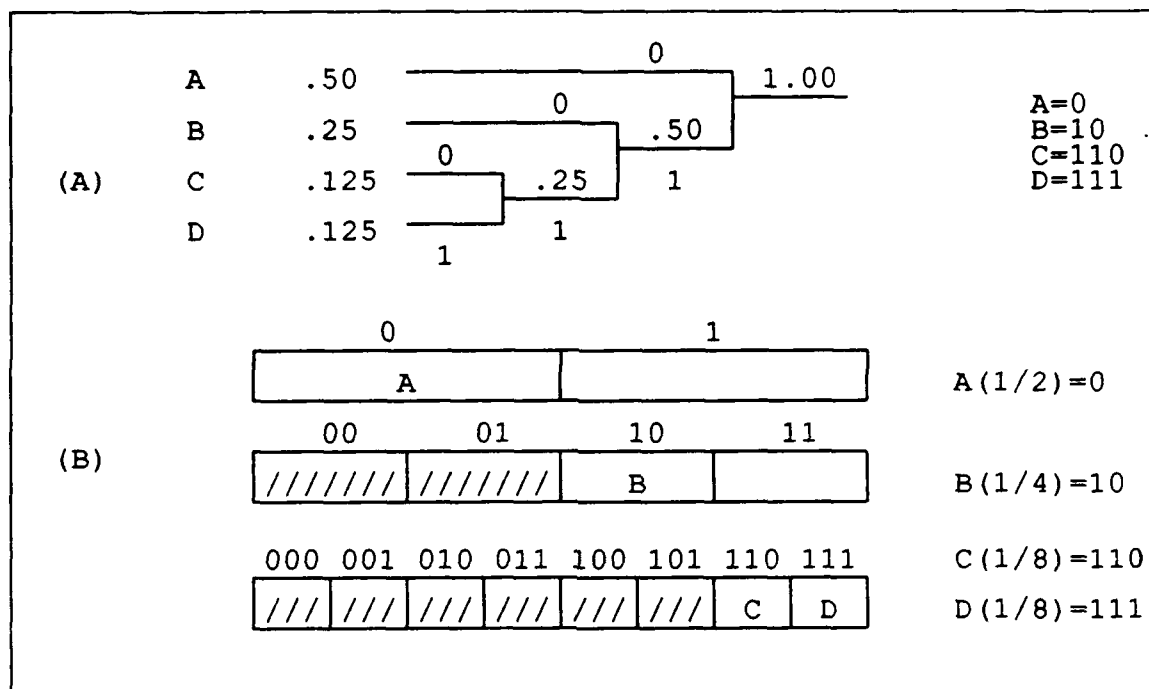 0
A .50 1.00
0 A=0
B .25 .50 B=10
0 C=110
(A) C .125 .25 1 D=111
D .125 1
1
0 1
A A(1/2)=0
00 01 10 11
(B)
/////// /////// B B(1/4)=10
000 001 010 011 100 101 110 111 C(1/8)=110
/// /// /// /// /// /// C D D(1/8)=111